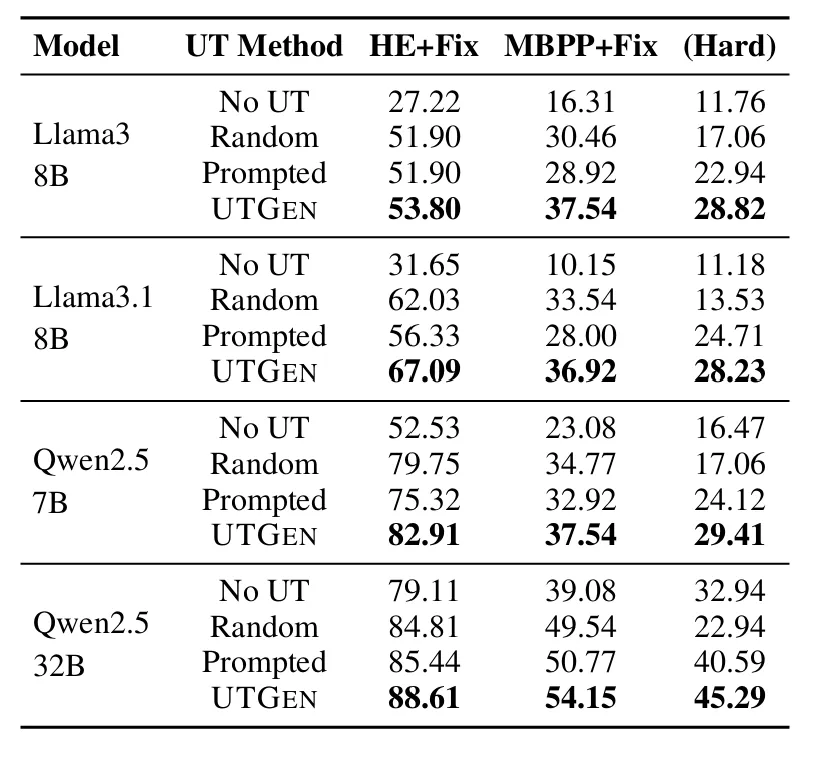 Model UT Method HE+Fix MBPP+Fix (Hard)
Llama3 8B
No UT 27.22 16.31 11.76
Random 51.90 30.46 17.06
Prompted 51.90 28.92 22.94
UTGEN 53.80 37.54 28.82
Llama3.1 8B
No UT 31.65 10.15 11.18
Random 62.03 33.54 13.53
Prompted 56.33 28.00 24.71
UTGEN 67.09 36.92 28.23
Qwen2.5 7B
No UT 52.53 23.08 16.47
Random 79.75 34.77 17.06
Prompted 75.32 32.92 24.12
UTGEN 82.91 37.54 29.41
Qwen2.5 32B
No UT 79.11 39.08 32.94
Random 84.81 49.54 22.94
Prompted 85.44 50.77 40.59
UTGEN 88.61 54.15 45.29